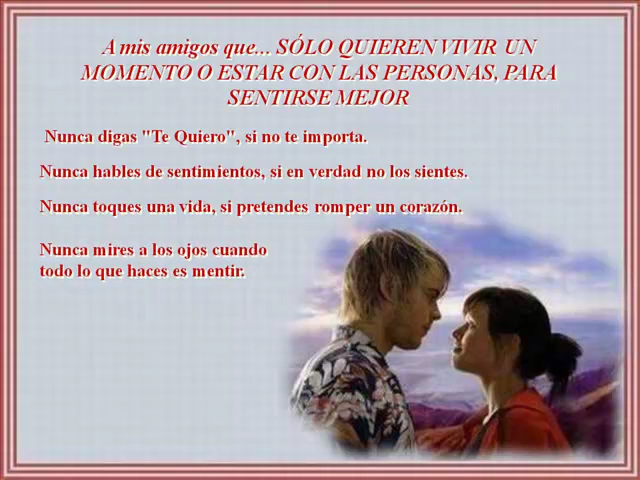 A mis amigos que... SÓLO QUIEREN VIVIR UN
MOMENTO O ESTAR CON LAS PERSONAS, PARA
SENTIRSE MEJOR
Nunca digas "Te Quiero", si no te importa.
Nunca hables de sentimientos, si en verdad no los sientes.
Nunca toques una vida, si pretendes romper un corazón.
Nunca mires a los ojos cuando
todo lo que haces es mentir.